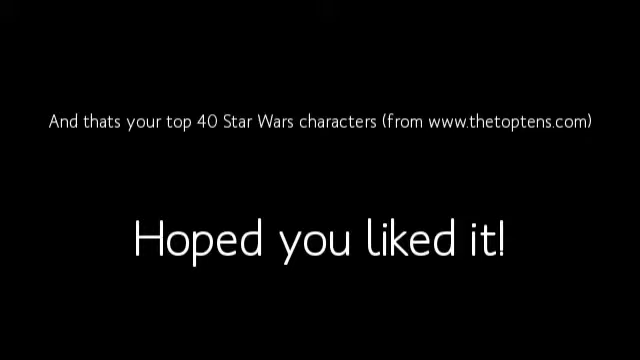 And thats your top 40 Star Wars characters (from www.thetoptens.com)
Hoped you liked it!